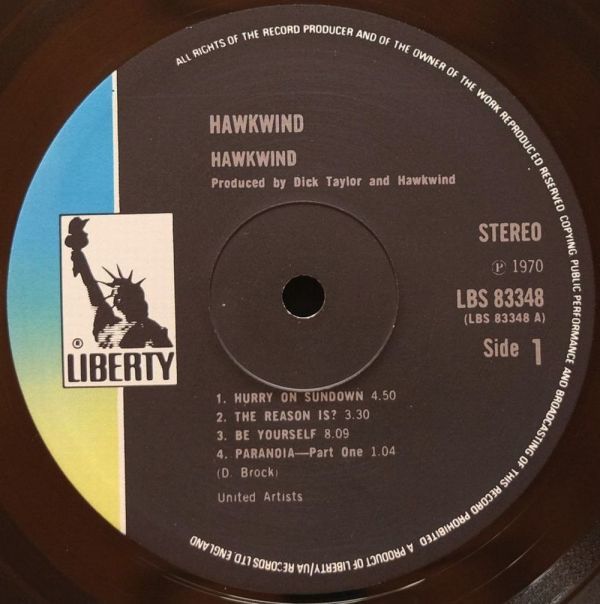 ALL RIGHTS OF THE RECORD PRODUCER AND OF THE OWNER OF THE WORK REPRODUCED RESERVED COPYING PUBLIC PERFORMANCE AND BROADCASTING OF THIS RECORD PROHIBITED A PRODUCT OF LIBERTY/UA RECORDS LTD. ENGLAND
HAWKWIND
HAWKWIND
Produced by Dick Taylor and Hawkwind
STEREO
℗ 1970
LBS 83348
(LBS 83348 A)
Side 1
® LIBERTY
1. HURRY ON SUNDOWN 4.50
2. THE REASON IS? 3.30
3. BE YOURSELF 8.09
4. PARANOIA—Part One 1.04
(D. Brock)
United Artists